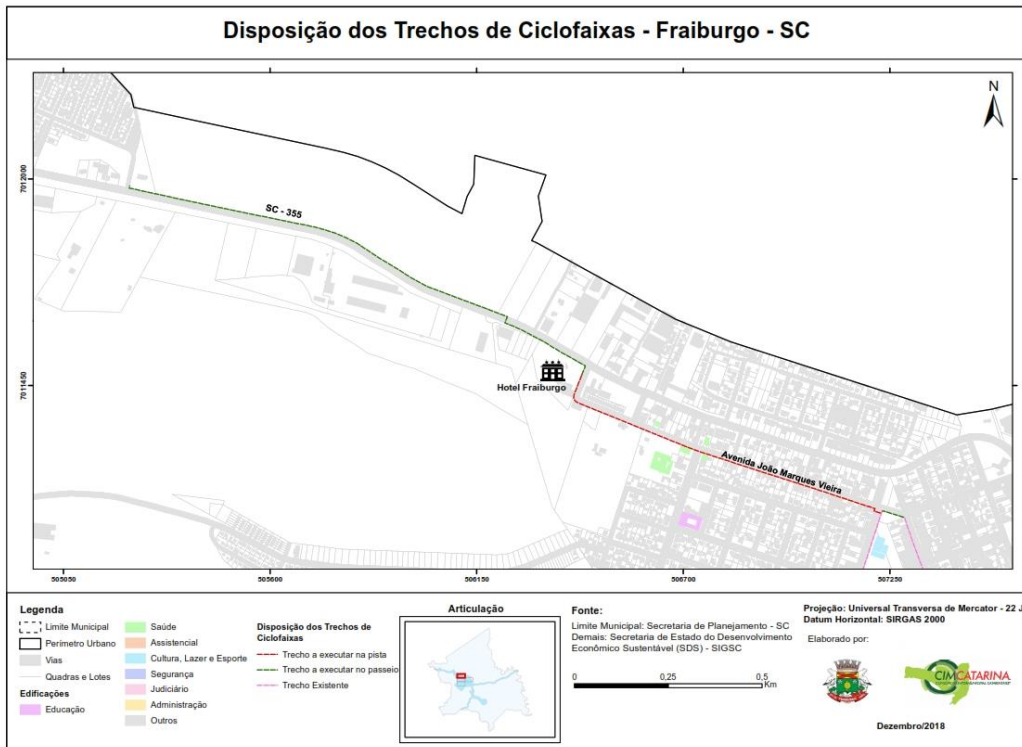 Disposição dos Trechos de Ciclofaixas - Fraiburgo - SC
N
7012000
7011450
SC - 355
Hotel Fraiburgo
Avenida João Marques Vieira
505050
505600
506150
506700
507250
Legenda
Limite Municipal
Perímetro Urbano
Vias
Quadras e Lotes
Edificações
Educação
Saúde
Assistencial
Cultura, Lazer e Esporte
Segurança
Judiciário
Administração
Outros
Disposição dos Trechos de
Ciclofaixas
Trecho a executar na pista
Trecho a executar no passeio
Trecho Existente
Articulação
Fonte:
Limite Municipal: Secretaria de Planejamento - SC
Demais: Secretaria de Estado do Desenvolvimento
Econômico Sustentável (SDS) - SIGSC
0 0,25 0,5
Km
Projeção: Universal Transversa de Mercator - 22 J
Datum Horizontal: SIRGAS 2000
Elaborado por:
CIMCATARINA
Dezembro/2018